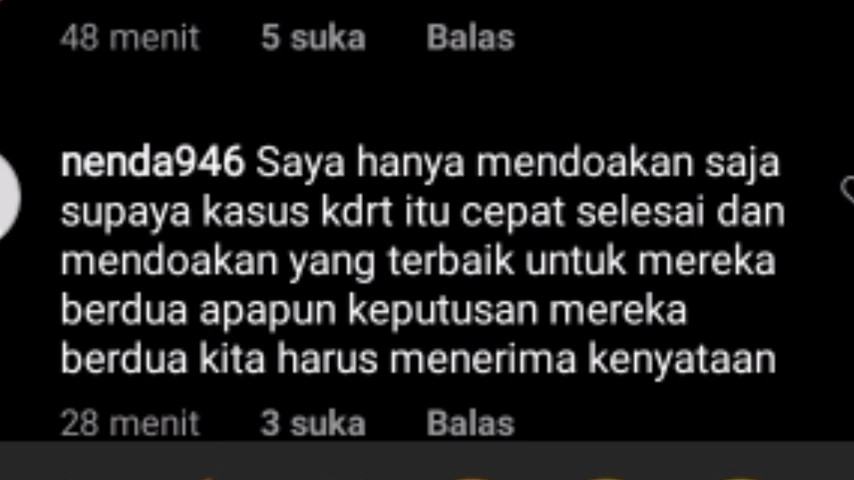 48 menit 5 suka Balas
nenda946 Saya hanya mendoakan saja
supaya kasus kdrt itu cepat selesai dan
mendoakan yang terbaik untuk mereka
berdua apapun keputusan mereka
berdua kita harus menerima kenyataan
28 menit 3 suka Balas